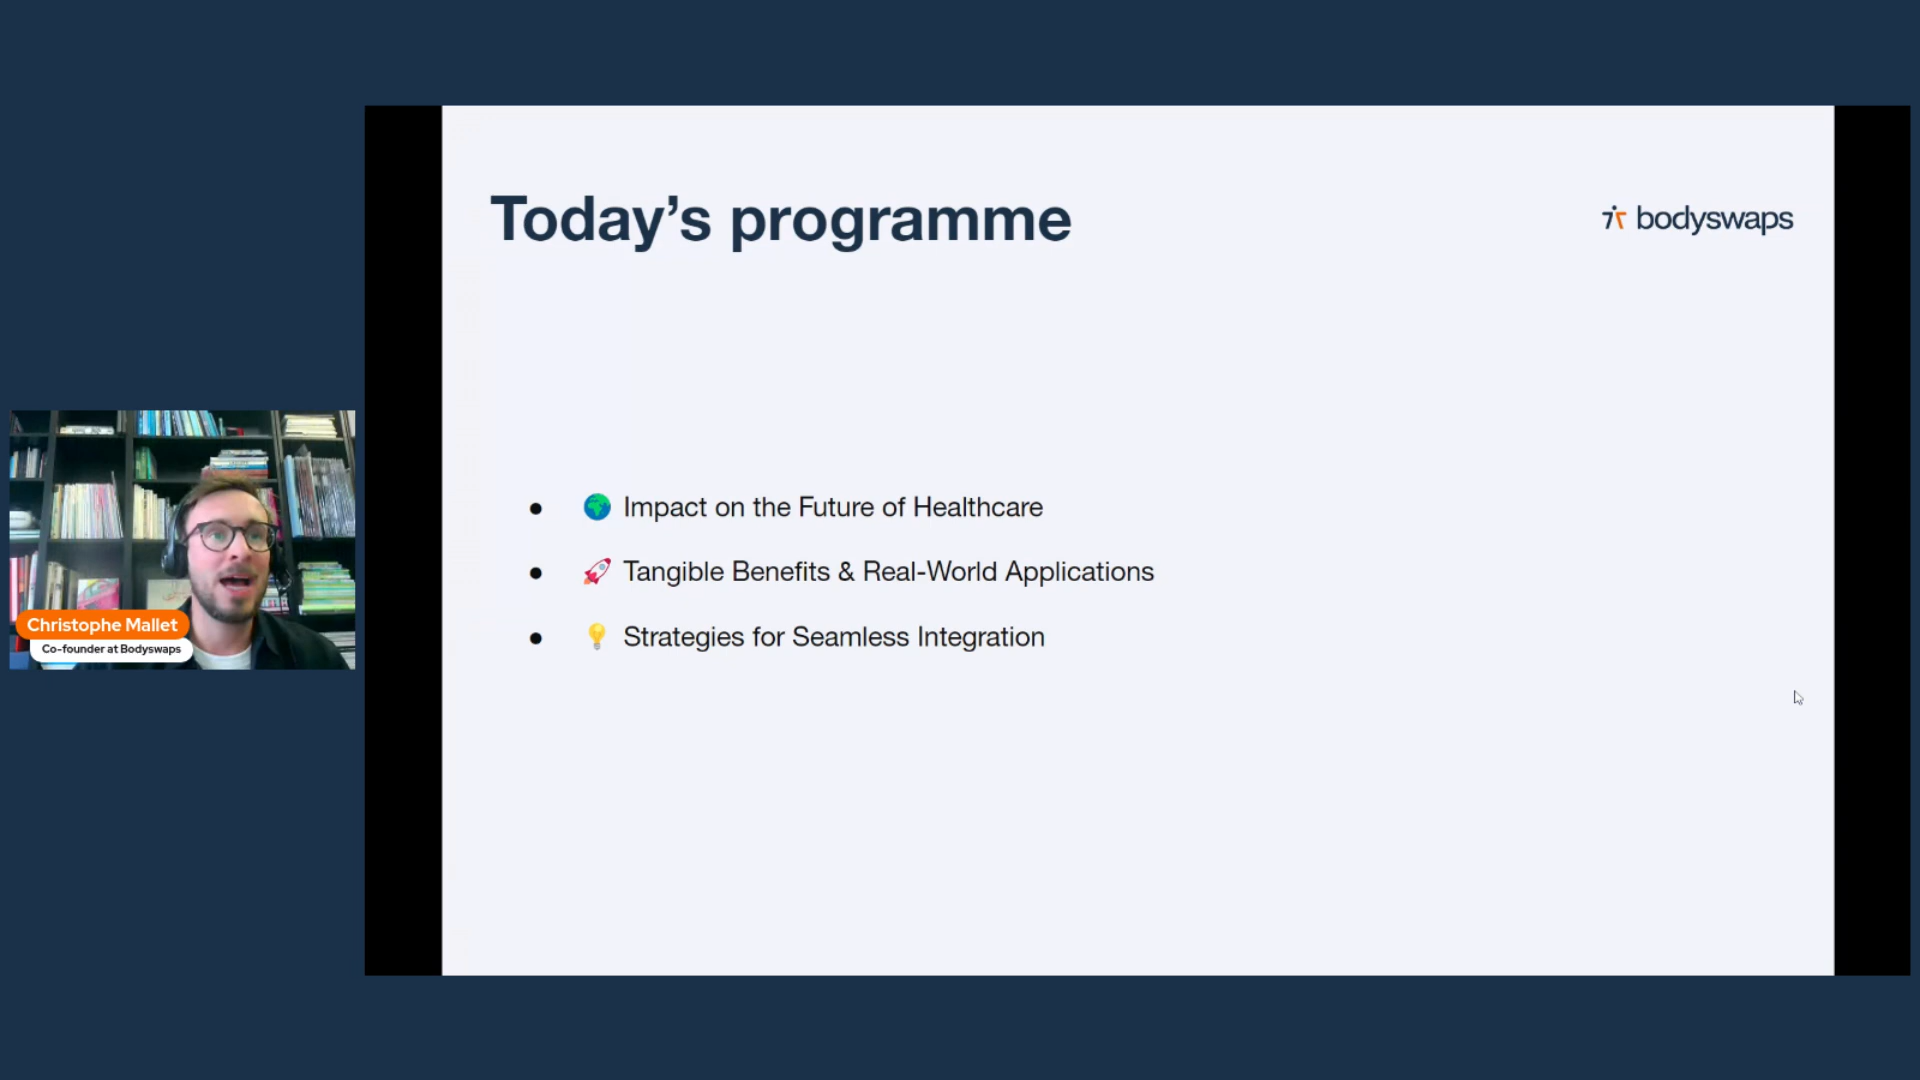 Today’s programme
bodyswaps
● 🌍 Impact on the Future of Healthcare
● 🚀 Tangible Benefits & Real-World Applications
● 💡 Strategies for Seamless Integration
Christophe Mallet
Co-founder at Bodyswaps